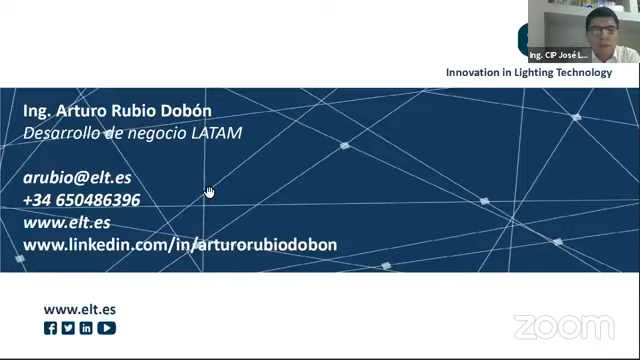 Ing. CIP José L...
Innovation in Lighting Technology
Ing. Arturo Rubio Dobón
Desarrollo de negocio LATAM
arubio@elt.es
+34 650486396
www.elt.es
www.linkedin.com/in/arturorubiodobon
www.elt.es
zoom